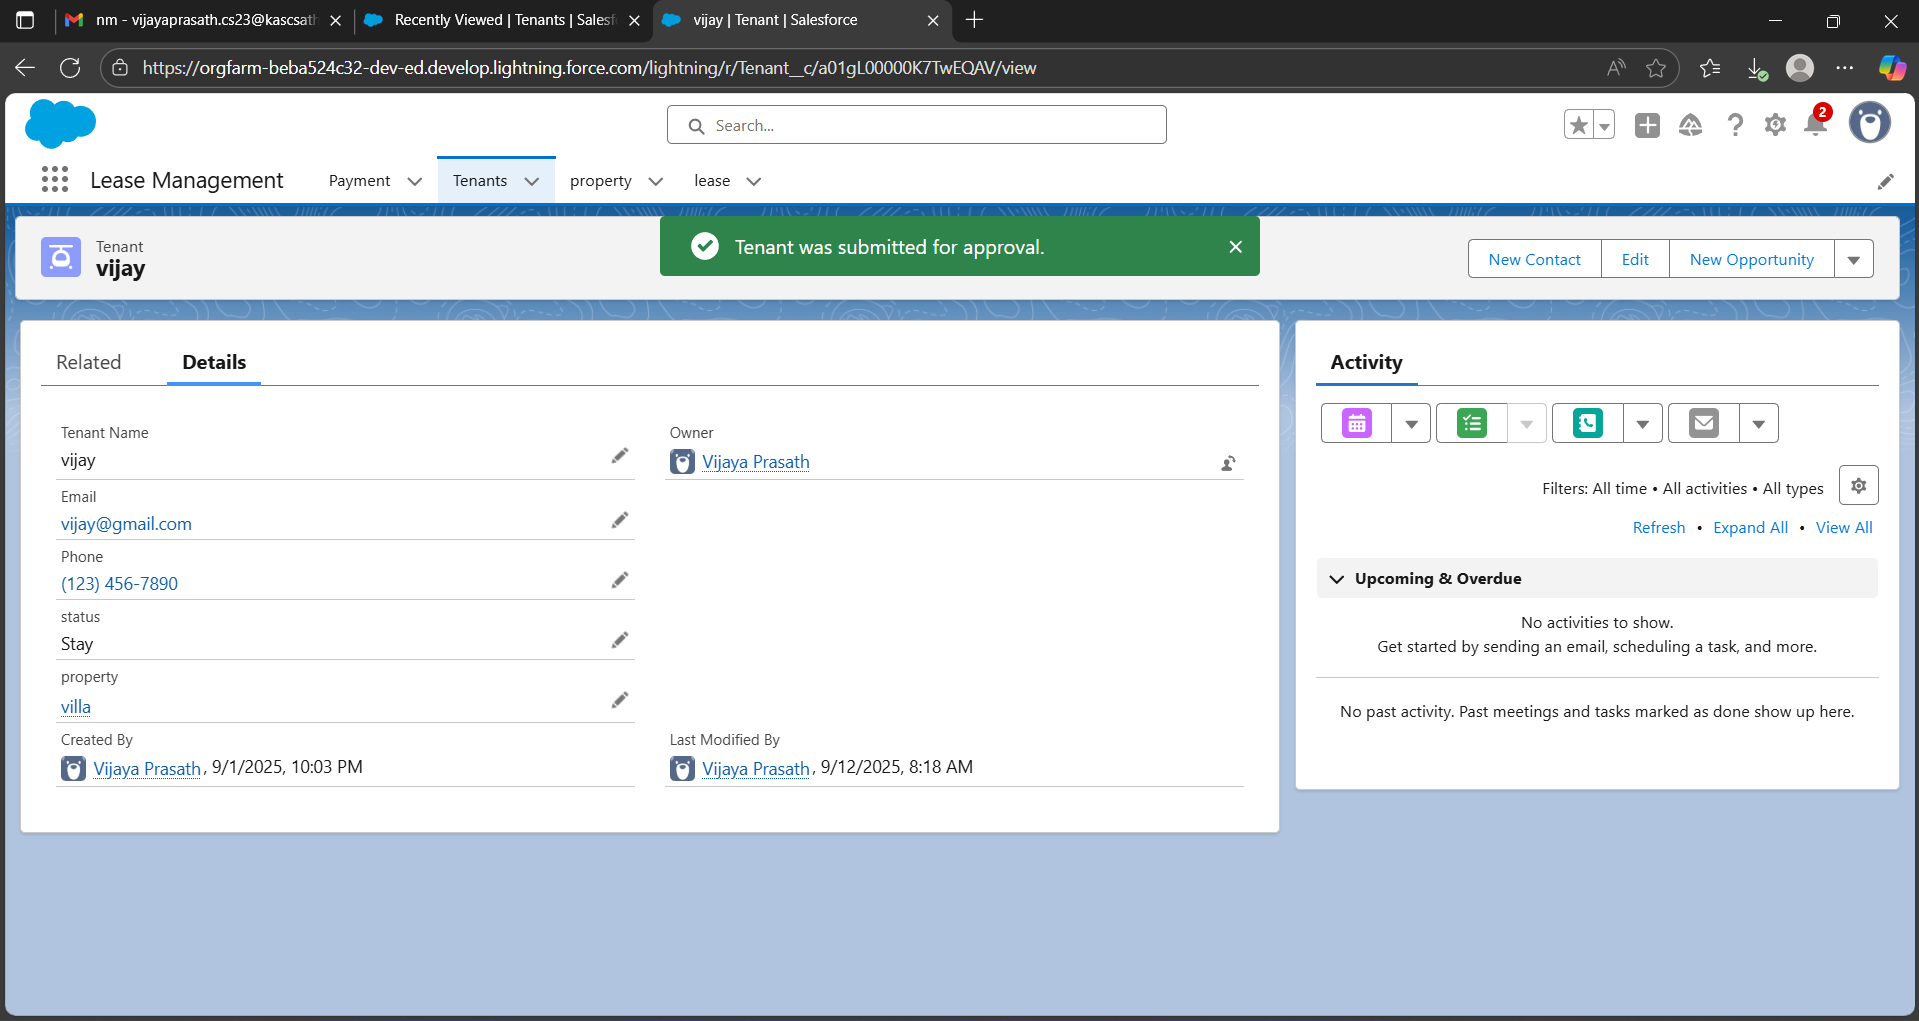 nm - vijayaprasath.cs23@kascsath
Recently Viewed | Tenants | Salesf
vijay | Tenant | Salesforce
https://orgfarm-beba524c32-dev-ed.develop.lightning.force.com/lightning/r/Tenant__c/a01gL00000K7TwEQAV/view
Search...
2
Lease Management
Payment
Tenants
property
lease
Tenant
vijay
Tenant was submitted for approval.
New Contact
Edit
New Opportunity
Related
Details
Activity
Tenant Name
vijay
Owner
Vijaya Prasath
Email
vijay@gmail.com
Phone
(123) 456-7890
status
Stay
property
villa
Created By
Vijaya Prasath, 9/1/2025, 10:03 PM
Last Modified By
Vijaya Prasath, 9/12/2025, 8:18 AM
Filters: All time • All activities • All types
Refresh • Expand All • View All
Upcoming & Overdue
No activities to show.
Get started by sending an email, scheduling a task, and more.
No past activity. Past meetings and tasks marked as done show up here.